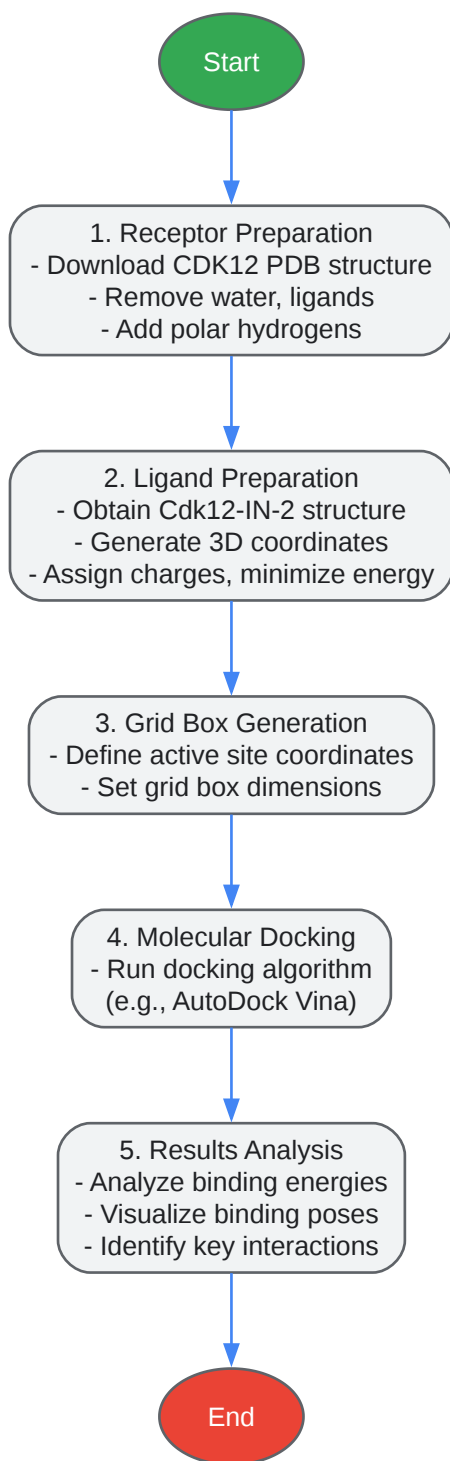 Start
1. Receptor Preparation
- Download CDK12 PDB structure
- Remove water, ligands
- Add polar hydrogens
2. Ligand Preparation
- Obtain Cdk12-IN-2 structure
- Generate 3D coordinates
- Assign charges, minimize energy
3. Grid Box Generation
- Define active site coordinates
- Set grid box dimensions
4. Molecular Docking
- Run docking algorithm
(e.g., AutoDock Vina)
5. Results Analysis
- Analyze binding energies
- Visualize binding poses
- Identify key interactions
End